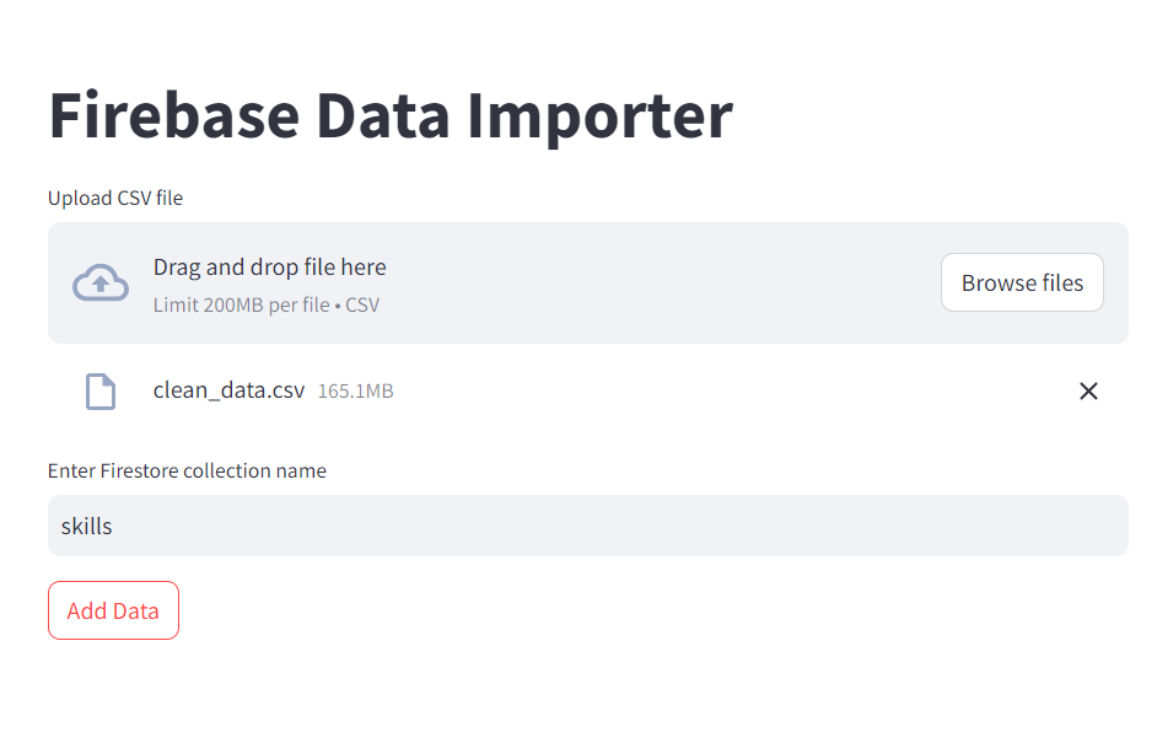 Firebase Data Importer
Upload CSV file
Drag and drop file here
Limit 200MB per file • CSV
Browse files
clean_data.csv 165.1MB
Enter Firestore collection name
skills
Add Data